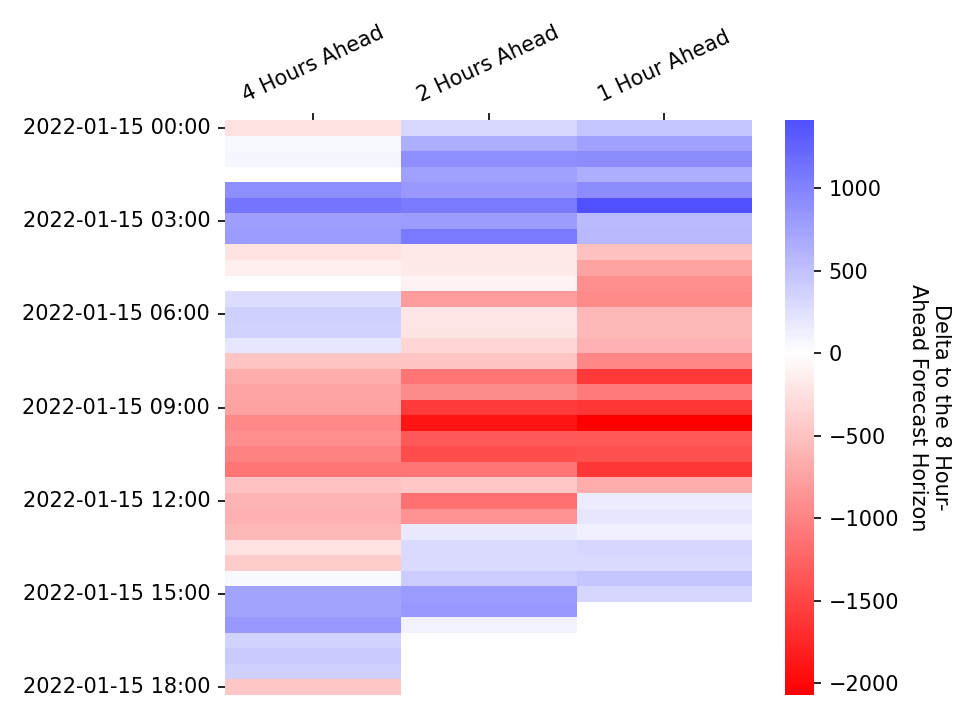 4 Hours Ahead
2 Hours Ahead
1 Hour Ahead
2022-01-15 00:00
2022-01-15 03:00
2022-01-15 06:00
2022-01-15 09:00
2022-01-15 12:00
2022-01-15 15:00
2022-01-15 18:00
1000
500
0
−500
−1000
−1500
−2000
Delta to the 8 Hour-
Ahead Forecast Horizon